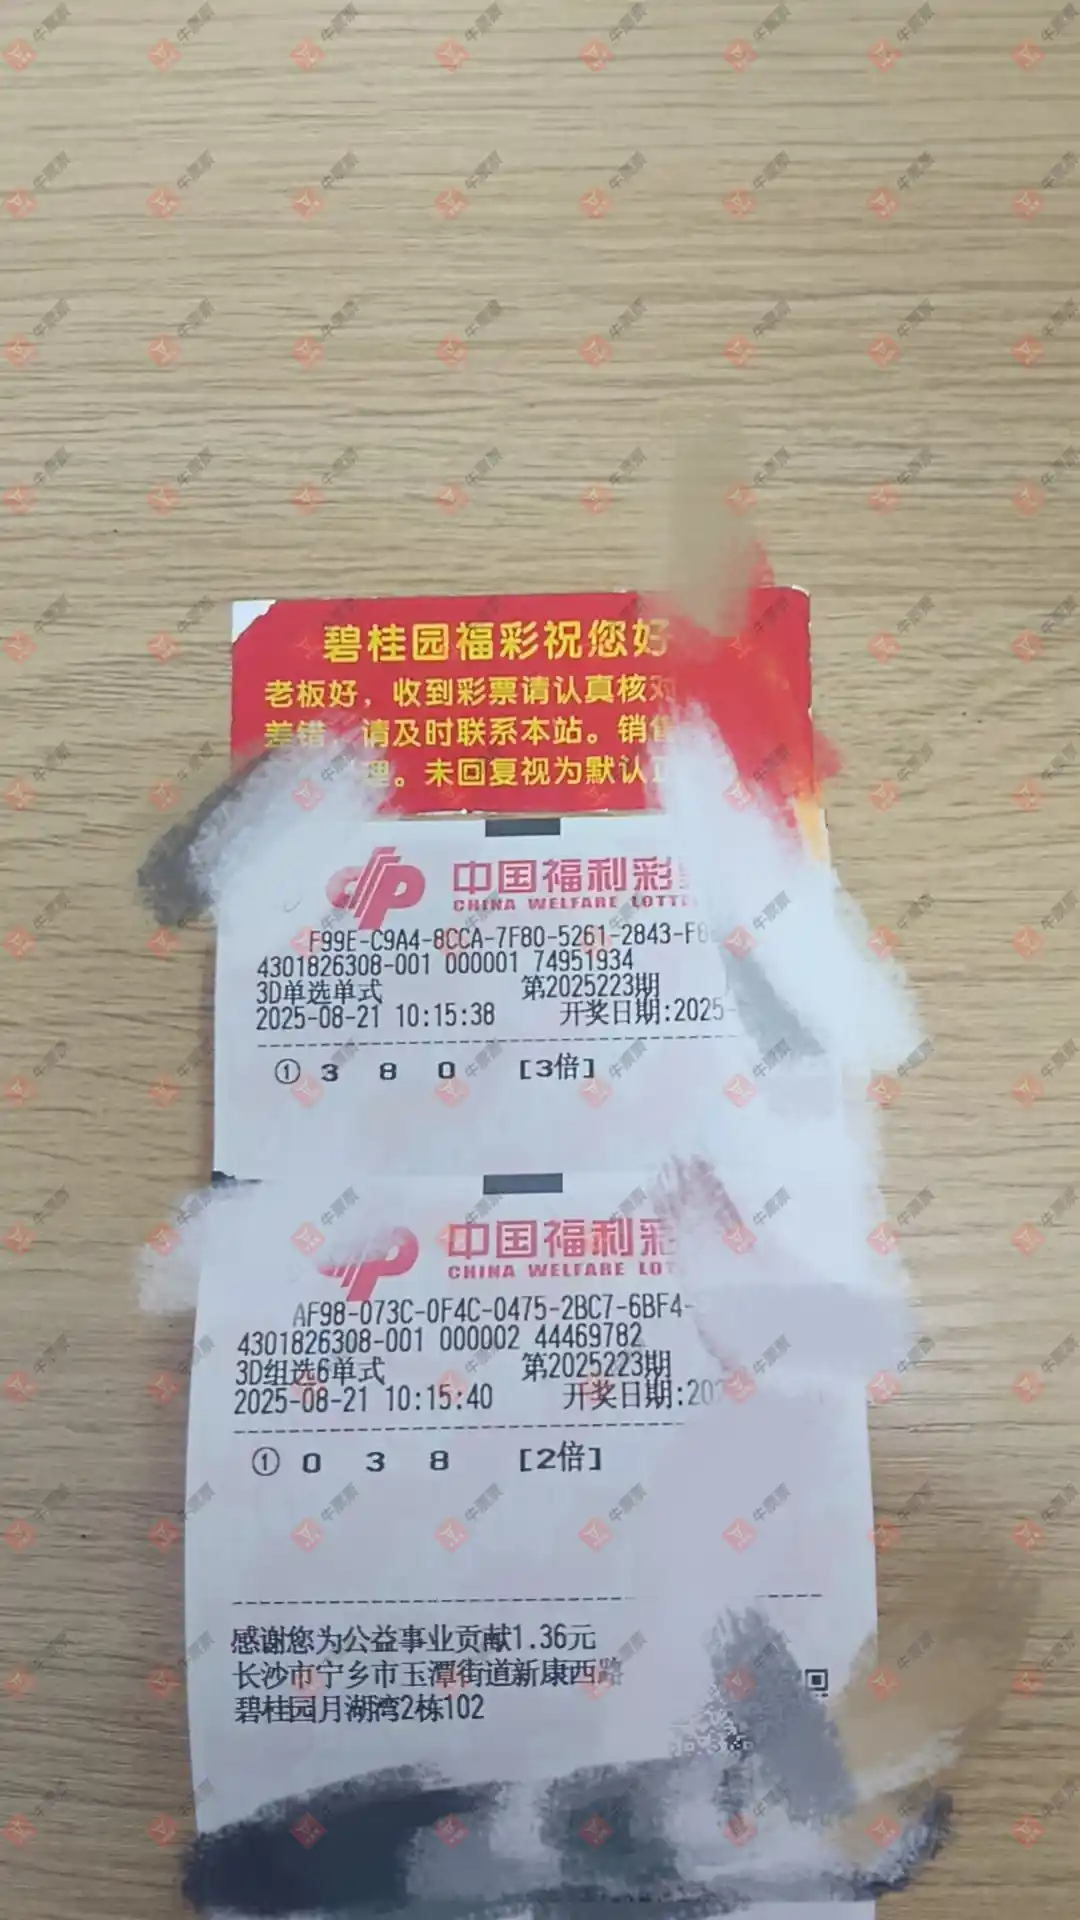 碧桂园福彩祝您好
老板好，收到彩票请认真核对
差错，请及时联系本站。销售
理。未回复视为默认
中国福利彩
CHINA WELFARE LOTTE
F99E-C9A4-8CCA-7F80-5261-2843-F
4301826308-001 000001 74951934
3D单选单式 第2025223期
2025-08-21 10:15:38 开奖日期:2025-
① 3 8 0 [3倍]
中国福利彩
CHINA WELFARE LOT
AF98-073C-0F4C-0475-2BC7-6BF4-
4301826308-001 000002 44469782
3D组选6单式 第2025223期
2025-08-21 10:15:40 开奖日期:202
① 0 3 8 [2倍]
感谢您为公益事业贡献1.36元
长沙市宁乡市玉潭街道新康西路
碧桂园月湖湾2栋102
牛票票